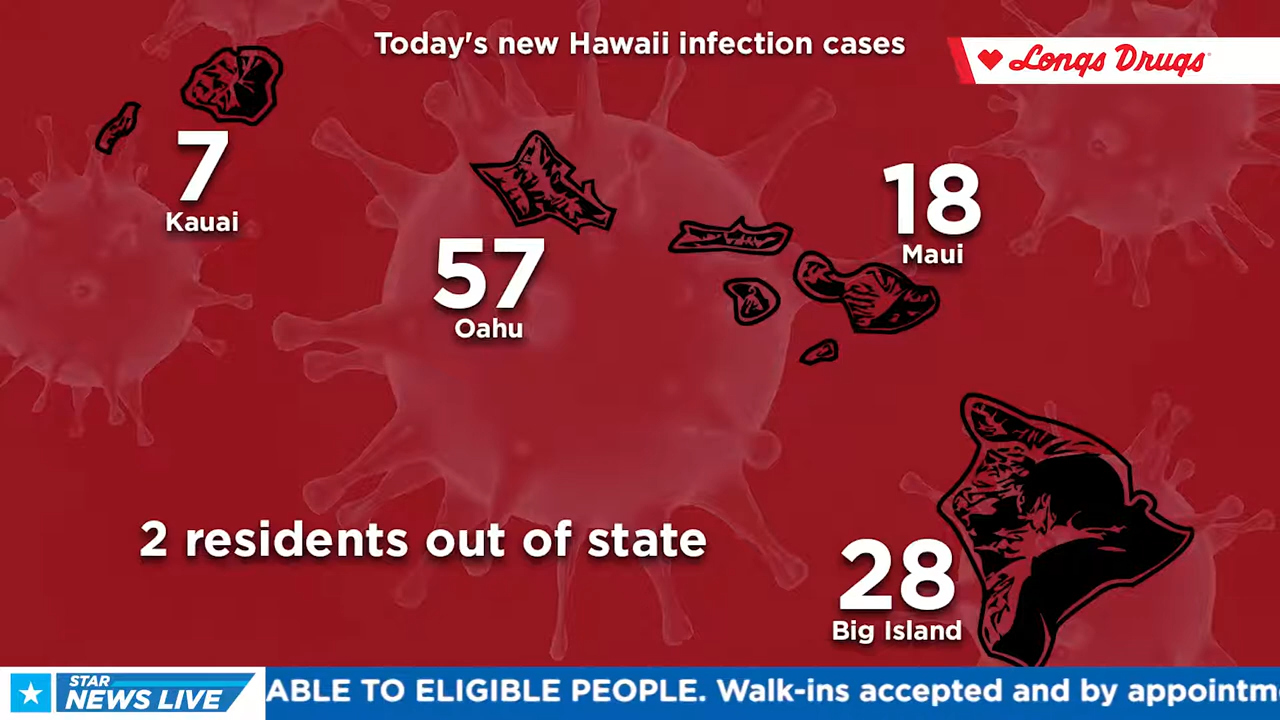 Today's new Hawaii infection cases
Longs Drugs
7
Kauai
57
Oahu
18
Maui
2 residents out of state
28
Big Island
STAR
NEWS LIVE
ABLE TO ELIGIBLE PEOPLE. Walk-ins accepted and by appointm